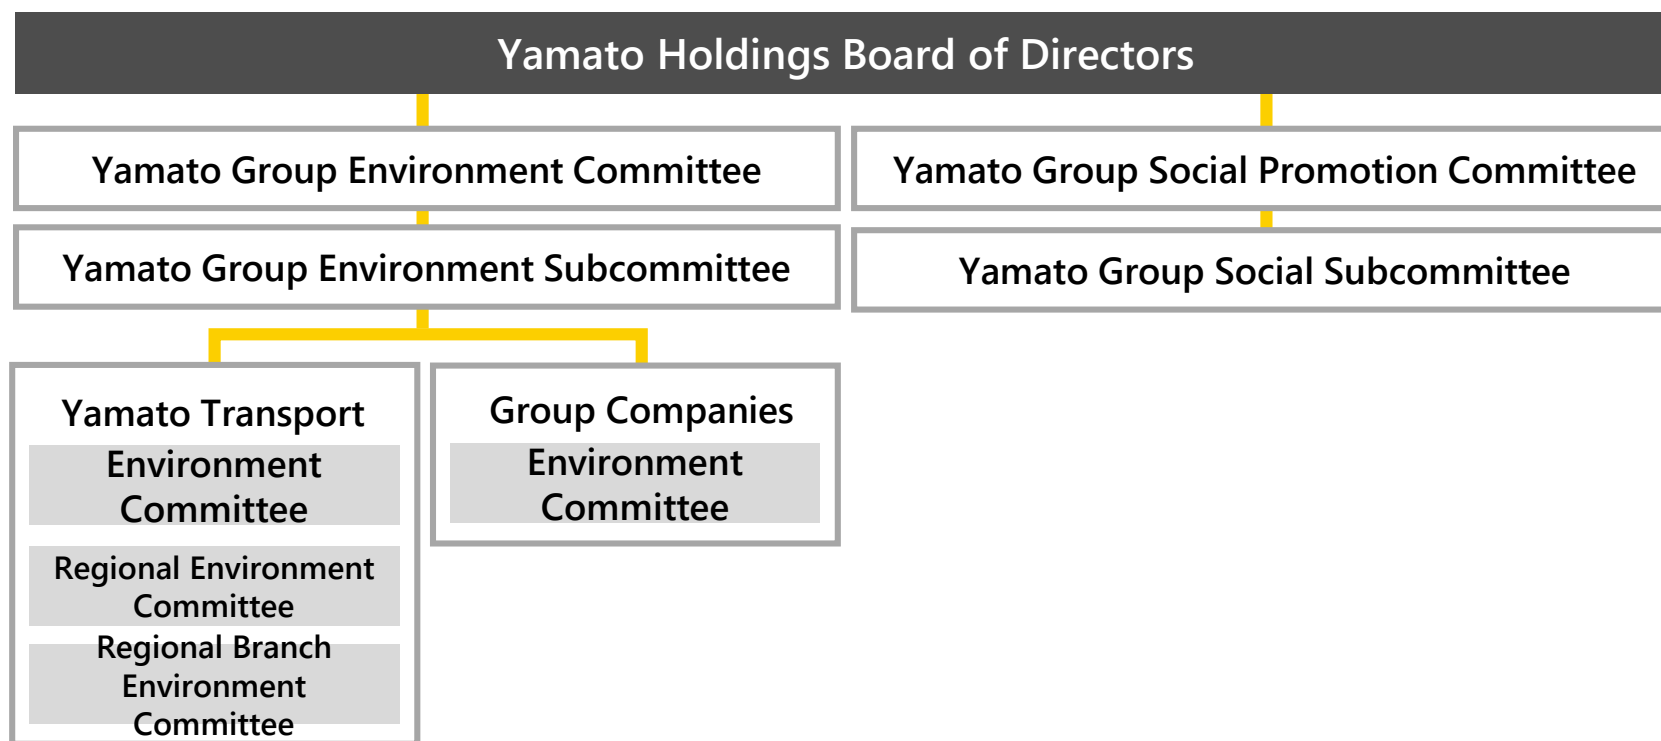 Yamato Holdings Board of Directors
Yamato Group Environment Committee
Yamato Group Social Promotion Committee
Yamato Group Environment Subcommittee
Yamato Group Social Subcommittee
Yamato Transport
Environment
Committee
Regional Environment
Committee
Regional Branch
Environment
Committee
Group Companies
Environment
Committee